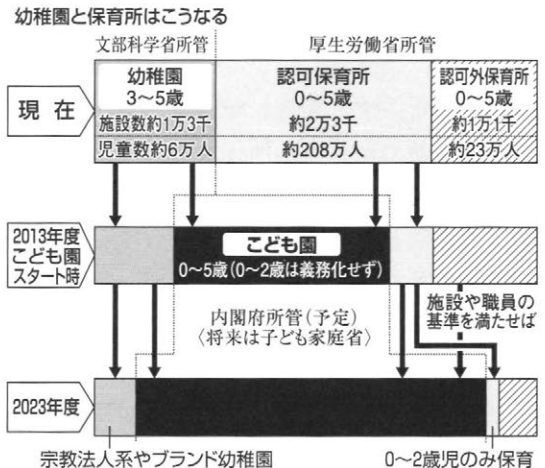 幼稚園と保育所はこうなる
文部科学省所管
厚生労働省所管
現在
幼稚園
3〜5歳
施設数約1万3千
児童数約6万人
認可保育所
0〜5歳
約2万3千
約208万人
認可外保育所
0〜5歳
約1万1千
約23万人
2013年度
こども園
スタート時
こども園
0〜5歳(0〜2歳は義務化せず)
施設や職員の
基準を満たせば
内閣府所管(予定)
〈将来は子ども家庭省〉
2023年度
宗教法人系やブランド幼稚園
0〜2歳児のみ保育